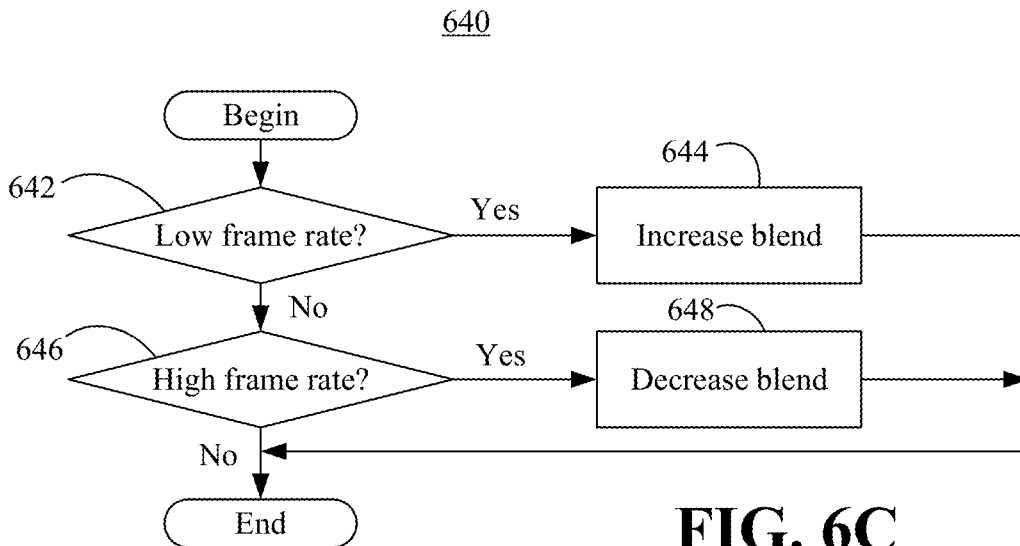 640
Begin
642
Low frame rate?
Yes
644
Increase blend
No
646
High frame rate?
Yes
648
Decrease blend
No
End
FIG. 6C